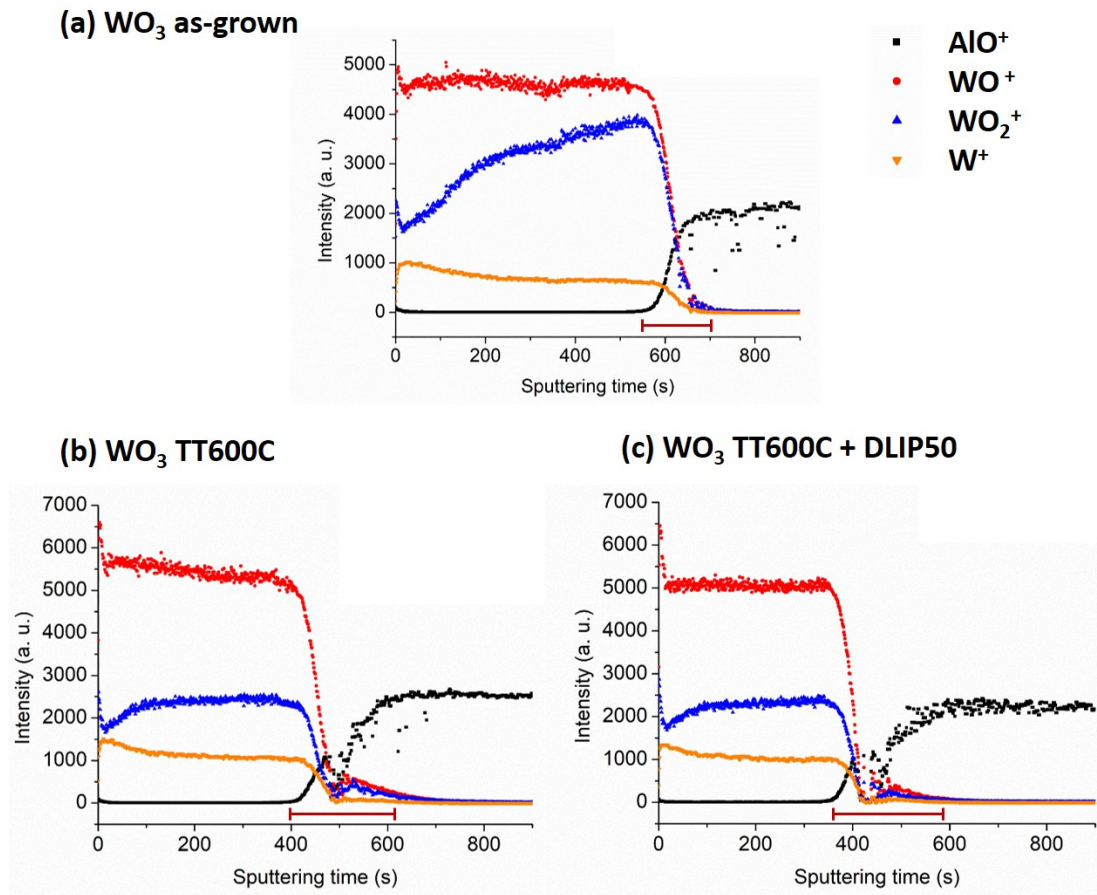 (a) WO₃ as-grown
AlO⁺
WO⁺
WO₂⁺
W⁺
5000
4000
3000
2000
1000
0
Intensity (a. u.)
0 200 400 600 800
Sputtering time (s)
(b) WO₃ TT600C
7000
6000
5000
4000
3000
2000
1000
0
Intensity (a. u.)
0 200 400 600 800
Sputtering time (s)
(c) WO₃ TT600C + DLIP50
7000
6000
5000
4000
3000
2000
1000
0
Intensity (a. u.)
0 200 400 600 800
Sputtering time (s)